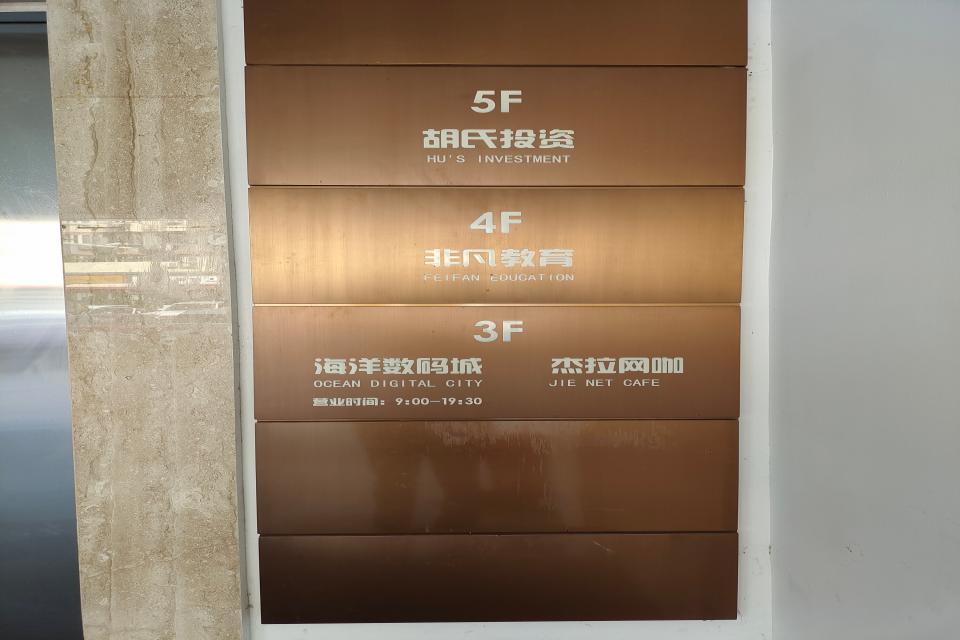 5F
胡氏投资
HU'S INVESTMENT
4F
非凡教育
FEIFAN EDUCATION
3F
海洋数码城 杰拉网咖
OCEAN DIGITAL CITY JIE NET CAFE
营业时间：9:00—19:30